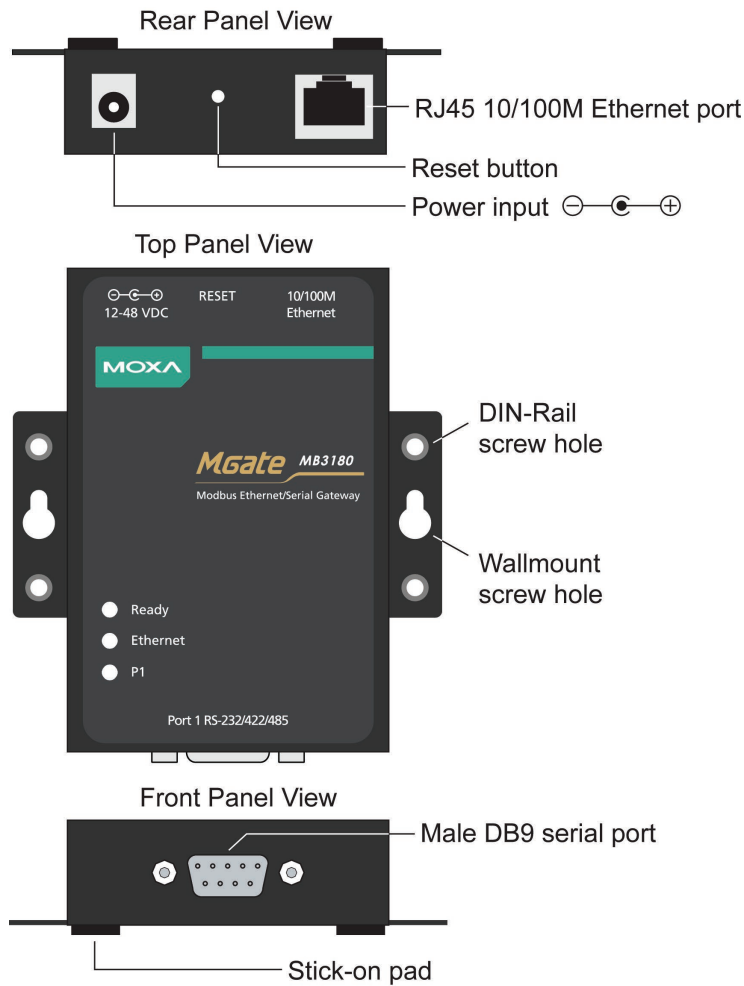 Rear Panel View
RJ45 10/100M Ethernet port
Reset button
Power input
Top Panel View
12-48 VDC
RESET
10/100M
Ethernet
MOXA
DIN-Rail
screw hole
MGate MB3180
Modbus Ethernet/Serial Gateway
Wallmount
screw hole
Ready
Ethernet
P1
Port 1 RS-232/422/485
Front Panel View
Male DB9 serial port
Stick-on pad